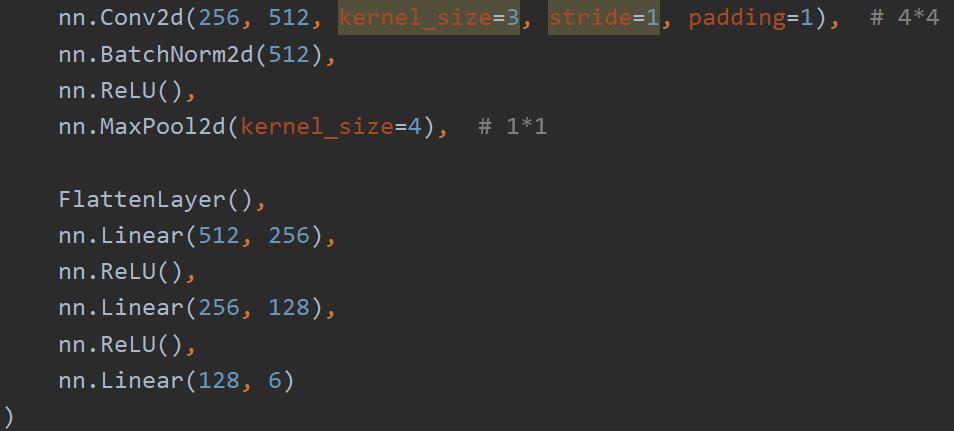 nn.Conv2d(256, 512, kernel_size=3, stride=1, padding=1),  # 4*4
nn.BatchNorm2d(512),
nn.ReLU(),
nn.MaxPool2d(kernel_size=4),  # 1*1
FlattenLayer(),
nn.Linear(512, 256),
nn.ReLU(),
nn.Linear(256, 128),
nn.ReLU(),
nn.Linear(128, 6)
)